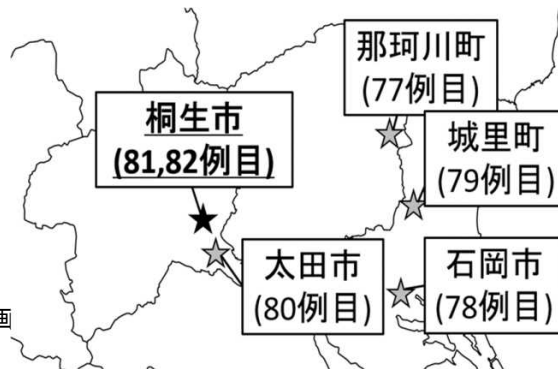 那珂川町
(77例目)
桐生市
(81,82例目)
城里町
(79例目)
太田市
(80例目)
石岡市
(78例目)
画